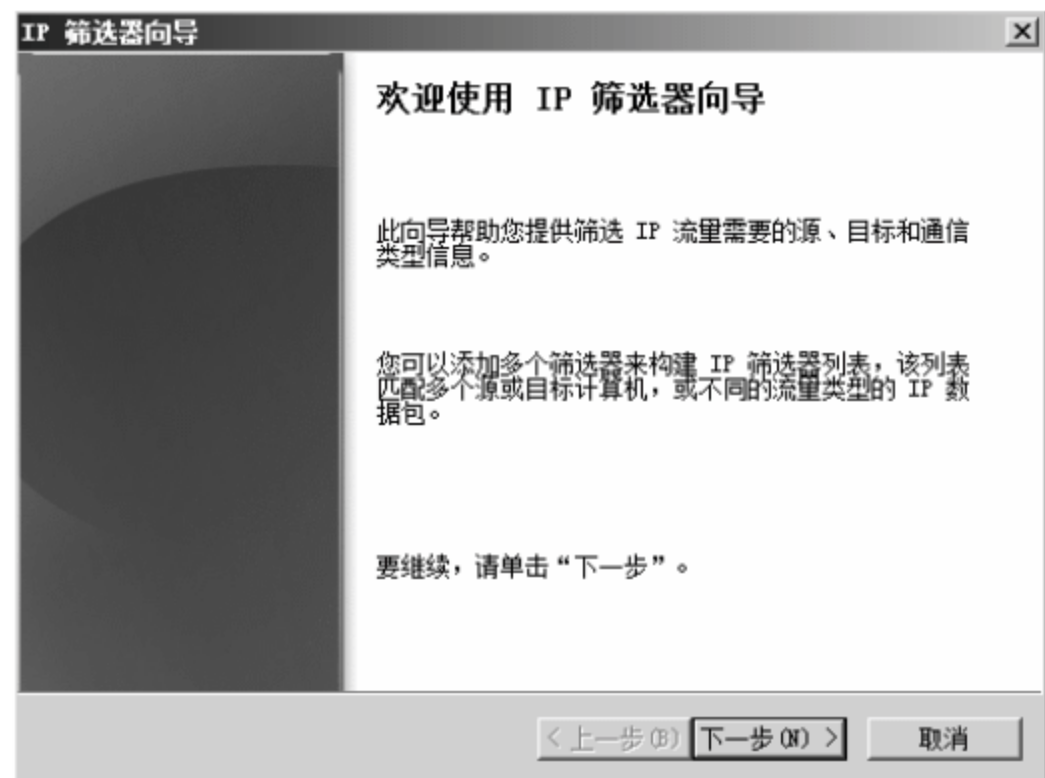 IP 筛选器向导
欢迎使用 IP 筛选器向导
此向导帮助您提供筛选 IP 流量需要的源、目标和通信
类型信息。
您可以添加多个筛选器来构建 IP 筛选器列表，该列表
匹配多个源或目标计算机，或不同的流量类型的 IP 数
据包。
要继续，请单击“下一步”。
< 上一步(B) 下一步(N) > 取消